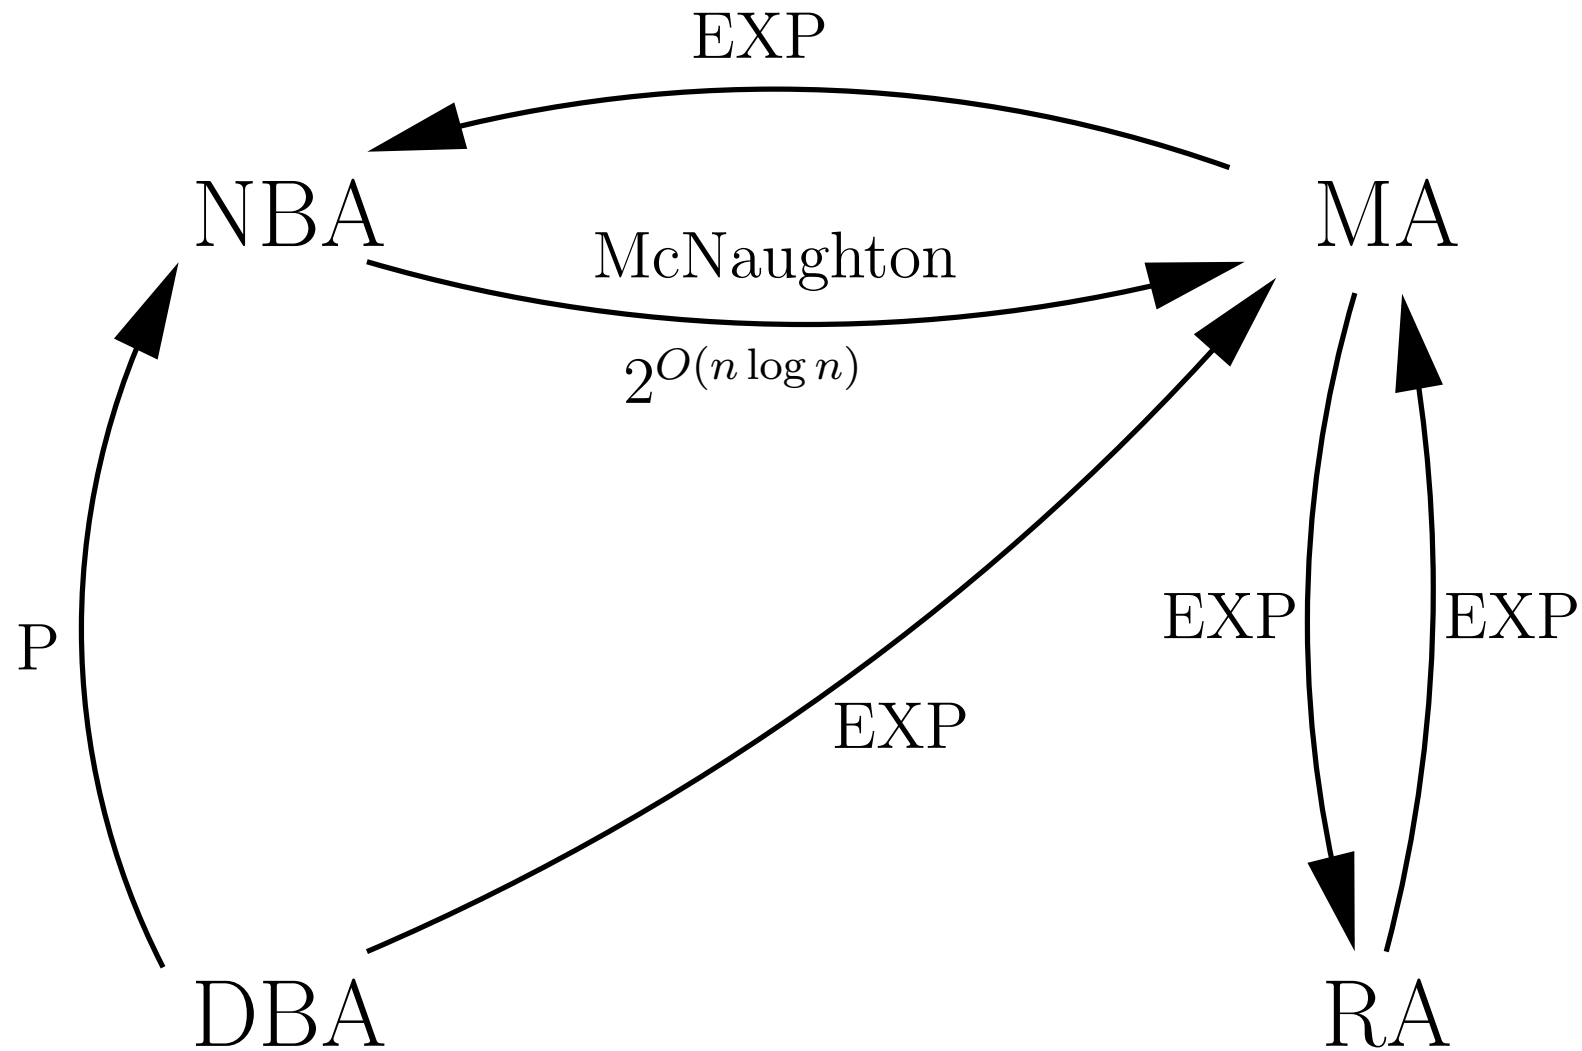 EXP
NBA
MA
McNaughton
2^{O(n log n)}
EXP
EXP
P
EXP
DBA
RA